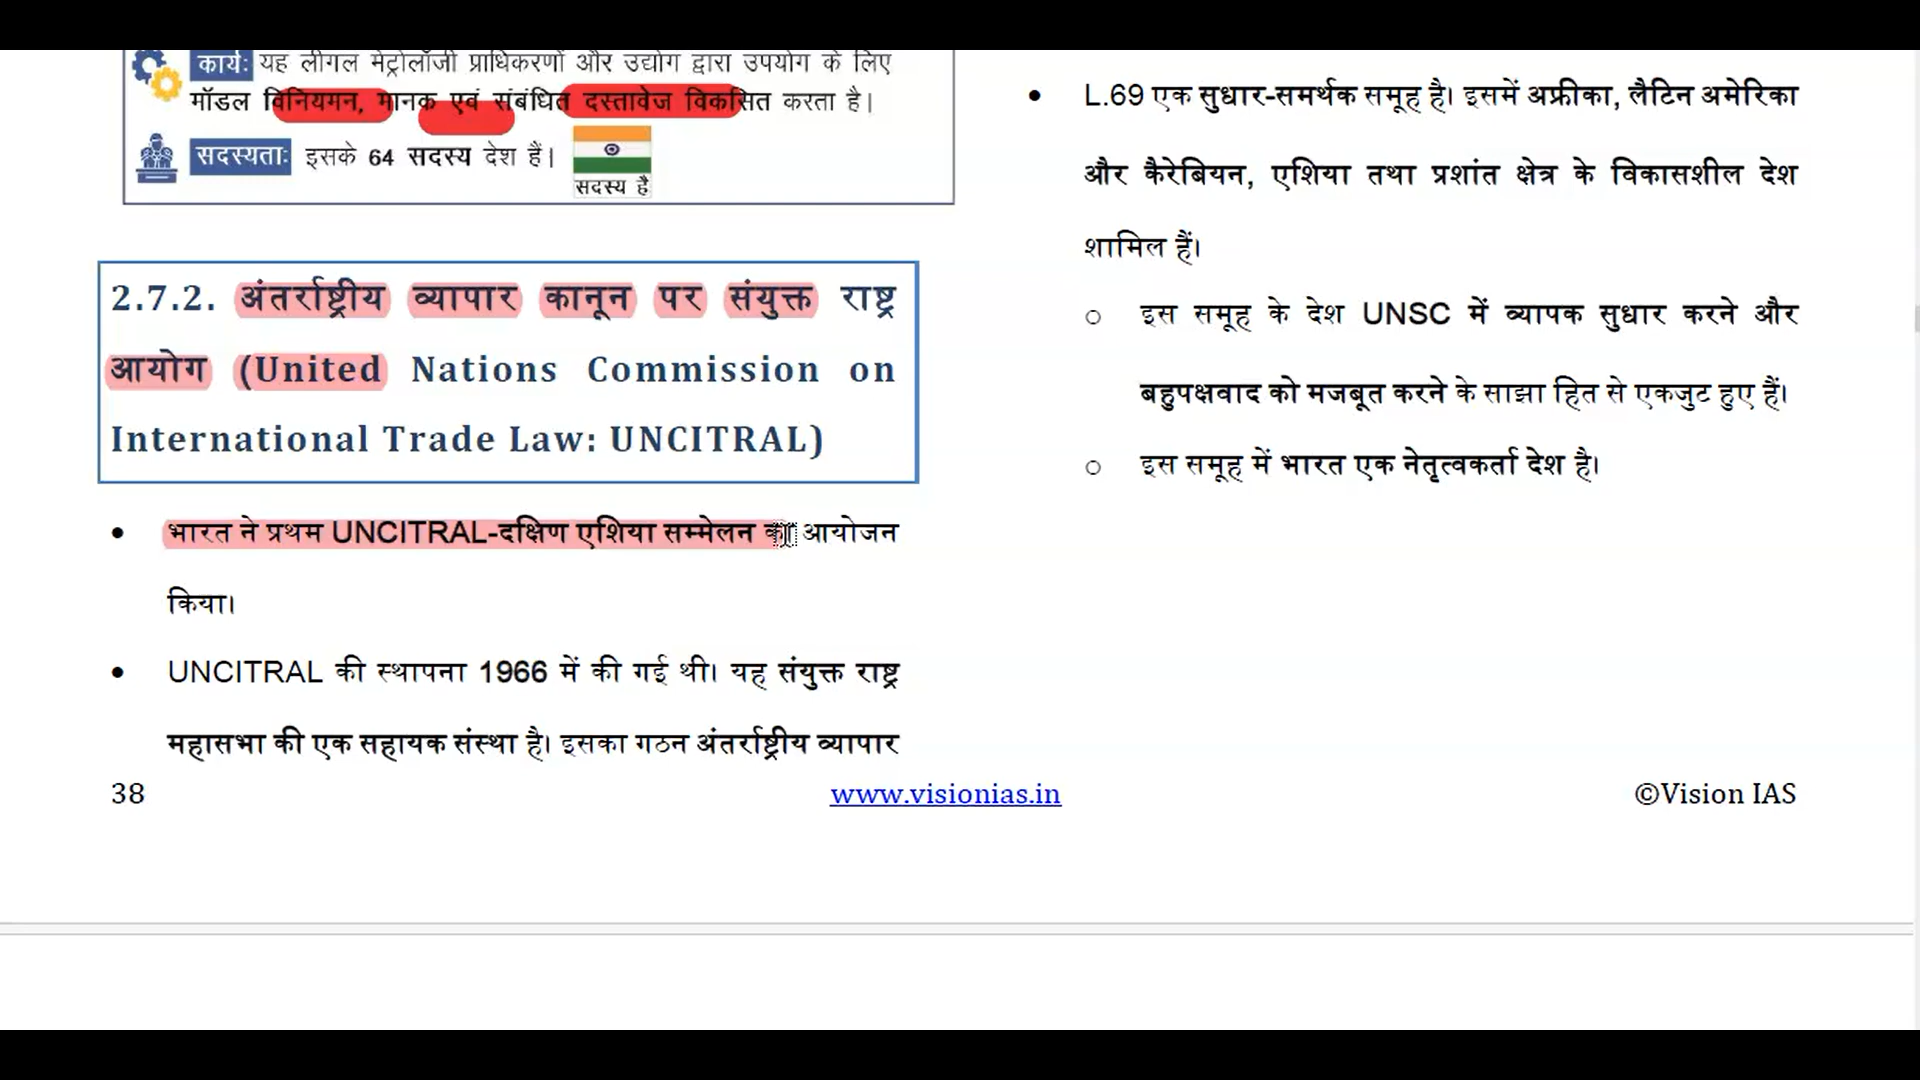 कार्य: यह लीगल मेट्रोलॉजी प्राधिकरणों और उद्योग द्वारा उपयोग के लिए
मॉडल विनियमन, मानक एवं संबंधित दस्तावेज विकसित करता है।
सदस्यता: इसके 64 सदस्य देश हैं।
सदस्य है
2.7.2. अंतर्राष्ट्रीय व्यापार कानून पर संयुक्त राष्ट्र
आयोग (United Nations Commission on
International Trade Law: UNCITRAL)
• भारत ने प्रथम UNCITRAL-दक्षिण एशिया सम्मेलन का आयोजन
किया।
• UNCITRAL की स्थापना 1966 में की गई थी। यह संयुक्त राष्ट्र
महासभा की एक सहायक संस्था है। इसका गठन अंतर्राष्ट्रीय व्यापार
• L.69 एक सुधार-समर्थक समूह है। इसमें अफ्रीका, लैटिन अमेरिका
और कैरेबियन, एशिया तथा प्रशांत क्षेत्र के विकासशील देश
शामिल हैं।
o इस समूह के देश UNSC में व्यापक सुधार करने और
बहुपक्षवाद को मजबूत करने के साझा हित से एकजुट हुए हैं।
o इस समूह में भारत एक नेतृत्वकर्ता देश है।
38 www.visionias.in ©Vision IAS